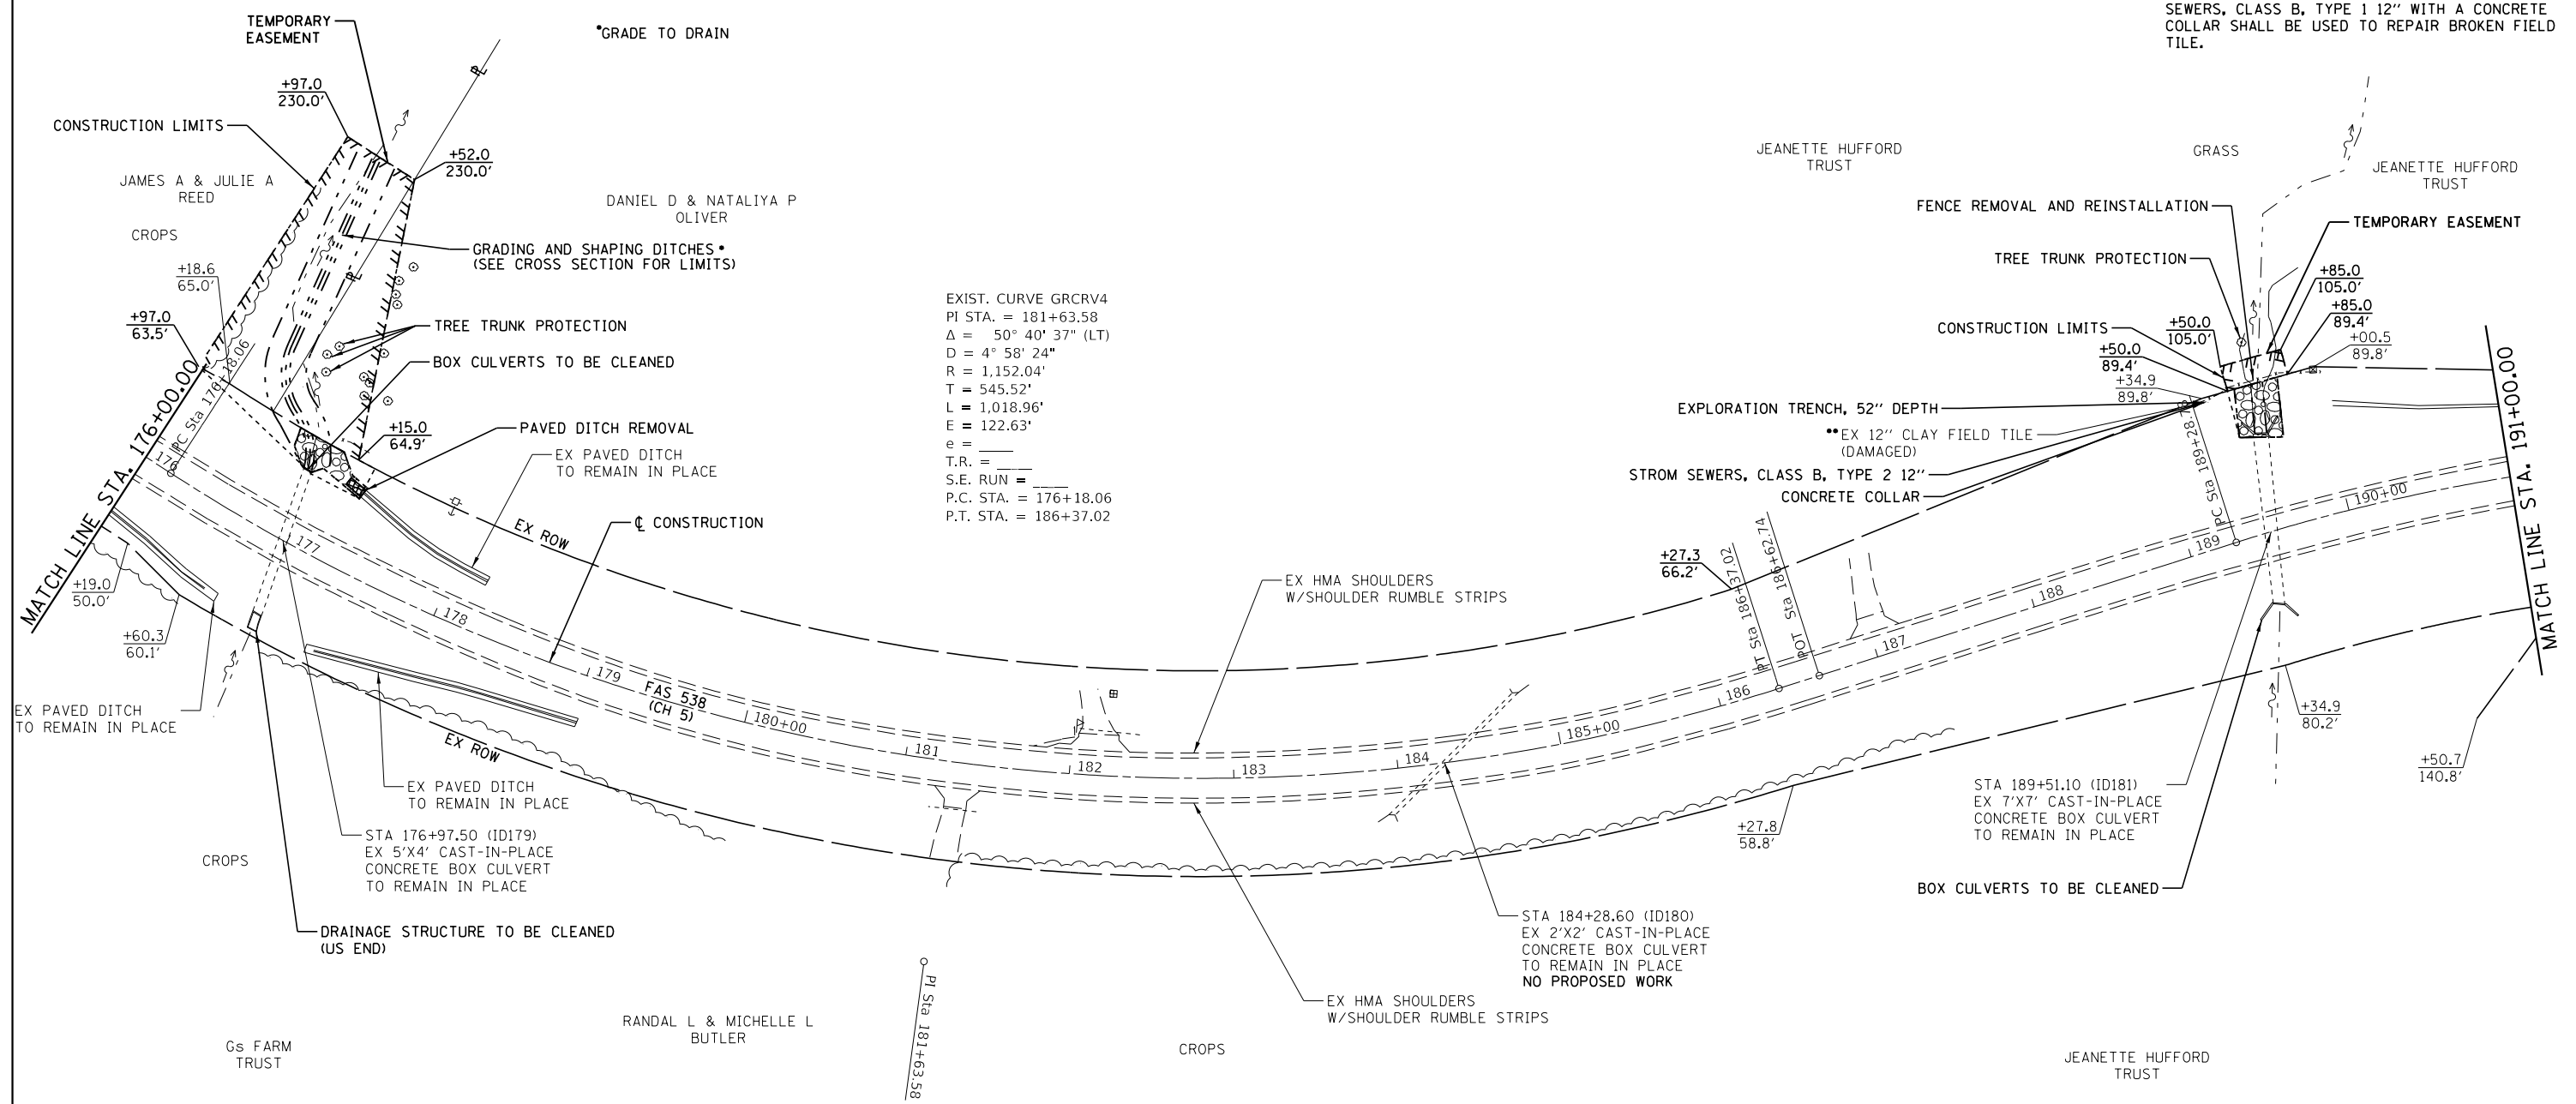 SEWERS, CLASS B, TYPE 1 12" WITH A CONCRETE
COLLAR SHALL BE USED TO REPAIR BROKEN FIELD
TILE.
TEMPORARY
EASEMENT
*GRADE TO DRAIN
+97.0
230.0'
CONSTRUCTION LIMITS
+52.0
230.0'
JAMES A & JULIE A
REED
DANIEL D & NATALIYA P
OLIVER
CROPS
GRADING AND SHAPING DITCHES *
(SEE CROSS SECTION FOR LIMITS)
+18.6
65.0'
+97.0
63.5'
TREE TRUNK PROTECTION
BOX CULVERTS TO BE CLEANED
+15.0
64.9'
PAVED DITCH REMOVAL
EX PAVED DITCH
TO REMAIN IN PLACE
MATCH LINE STA. 176+00.00
PC Sta 176+18.06
℄ CONSTRUCTION
EX ROW
EXIST. CURVE GRCRV4
PI STA. = 181+63.58
Δ = 50° 40' 37" (LT)
D = 4° 58' 24"
R = 1,152.04'
T = 545.52'
L = 1,018.96'
E = 122.63'
e = ____
T.R. = ____
S.E. RUN = ____
P.C. STA. = 176+18.06
P.T. STA. = 186+37.02
JEANETTE HUFFORD
TRUST
GRASS
JEANETTE HUFFORD
TRUST
FENCE REMOVAL AND REINSTALLATION
TEMPORARY EASEMENT
TREE TRUNK PROTECTION
+85.0
105.0'
+85.0
89.4'
CONSTRUCTION LIMITS
+50.0
105.0'
+50.0
89.4'
+00.5
89.8'
+34.9
89.8'
EXPLORATION TRENCH, 52" DEPTH
**EX 12" CLAY FIELD TILE
(DAMAGED)
STROM SEWERS, CLASS B, TYPE 2 12"
CONCRETE COLLAR
MATCH LINE STA. 191+00.00
+27.3
66.2'
PT Sta 186+37.02
POT Sta 186+62.74
EX HMA SHOULDERS
W/SHOULDER RUMBLE STRIPS
176
177
178
179
180+00
181
182
183
184
185+00
186
187
188
189
190+00
FAS 538
(CH 5)
+19.0
50.0'
+60.3
60.1'
EX PAVED DITCH
TO REMAIN IN PLACE
EX ROW
EX PAVED DITCH
TO REMAIN IN PLACE
STA 176+97.50 (ID179)
EX 5'X4' CAST-IN-PLACE
CONCRETE BOX CULVERT
TO REMAIN IN PLACE
CROPS
DRAINAGE STRUCTURE TO BE CLEANED
(US END)
Gs FARM
TRUST
RANDAL L & MICHELLE L
BUTLER
PI Sta 181+63.58
CROPS
EX HMA SHOULDERS
W/SHOULDER RUMBLE STRIPS
STA 184+28.60 (ID180)
EX 2'X2' CAST-IN-PLACE
CONCRETE BOX CULVERT
TO REMAIN IN PLACE
NO PROPOSED WORK
+27.8
58.8'
STA 189+51.10 (ID181)
EX 7'X7' CAST-IN-PLACE
CONCRETE BOX CULVERT
TO REMAIN IN PLACE
BOX CULVERTS TO BE CLEANED
+34.9
80.2'
+50.7
140.8'
JEANETTE HUFFORD
TRUST